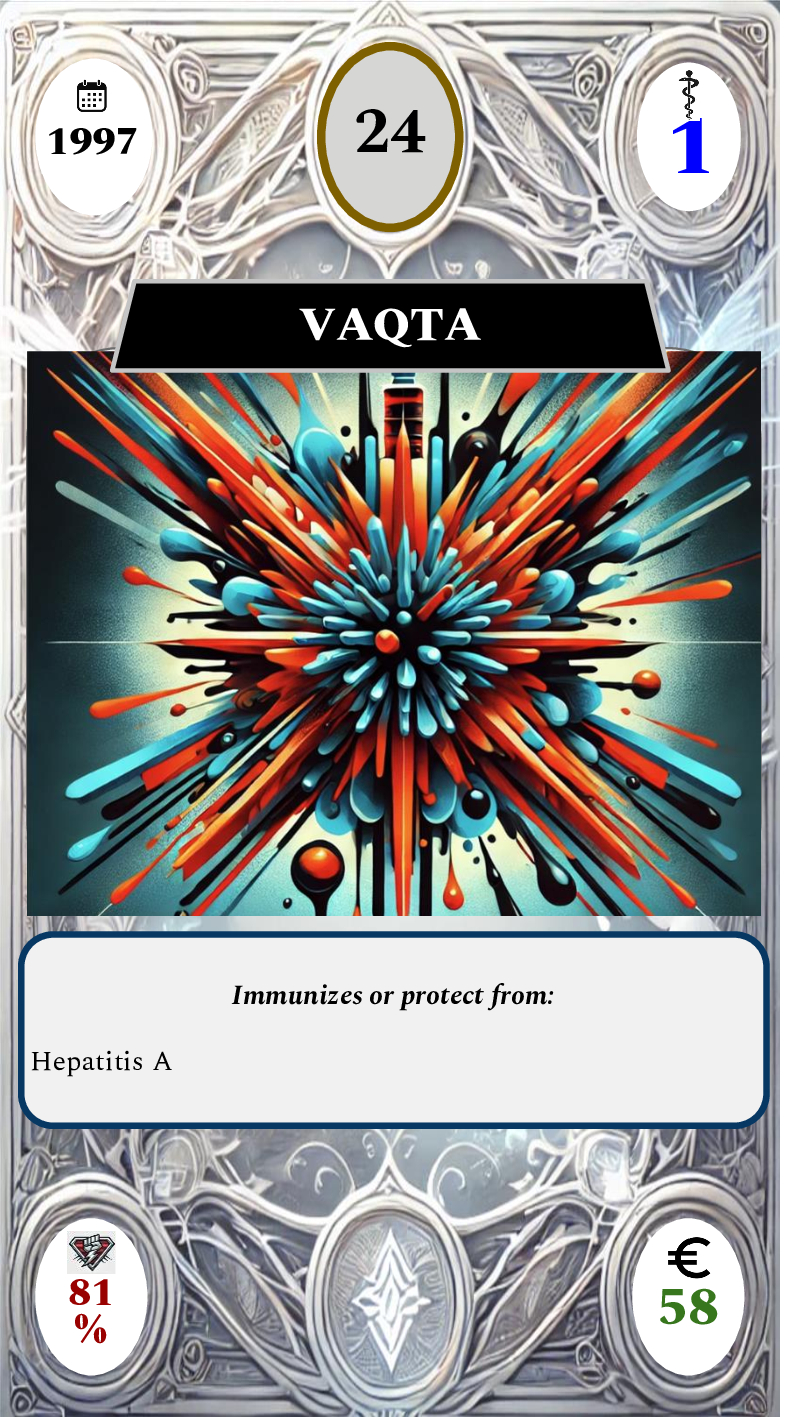 1997
24
1
VAQTA
Immunizes or protect from:
Hepatitis A
81
%
€
58